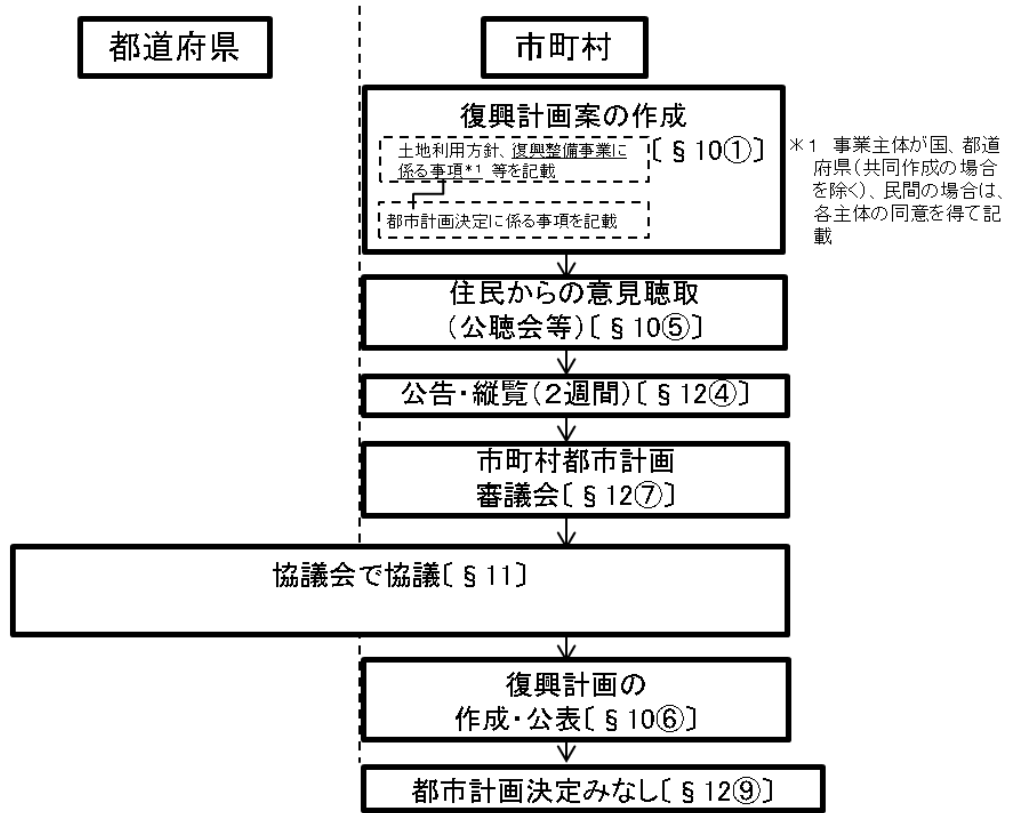 都道府県
市町村
復興計画案の作成
〔§10①〕
土地利用方針、復興整備事業に
係る事項*1 等を記載
都市計画決定に係る事項を記載
＊1 事業主体が国、都道
府県(共同作成の場合
を除く)、民間の場合は、
各主体の同意を得て記
載
住民からの意見聴取
(公聴会等)〔§10⑤〕
公告・縦覧(2週間)〔§12④〕
市町村都市計画
審議会〔§12⑦〕
協議会で協議〔§11〕
復興計画の
作成・公表〔§10⑥〕
都市計画決定みなし〔§12⑨〕